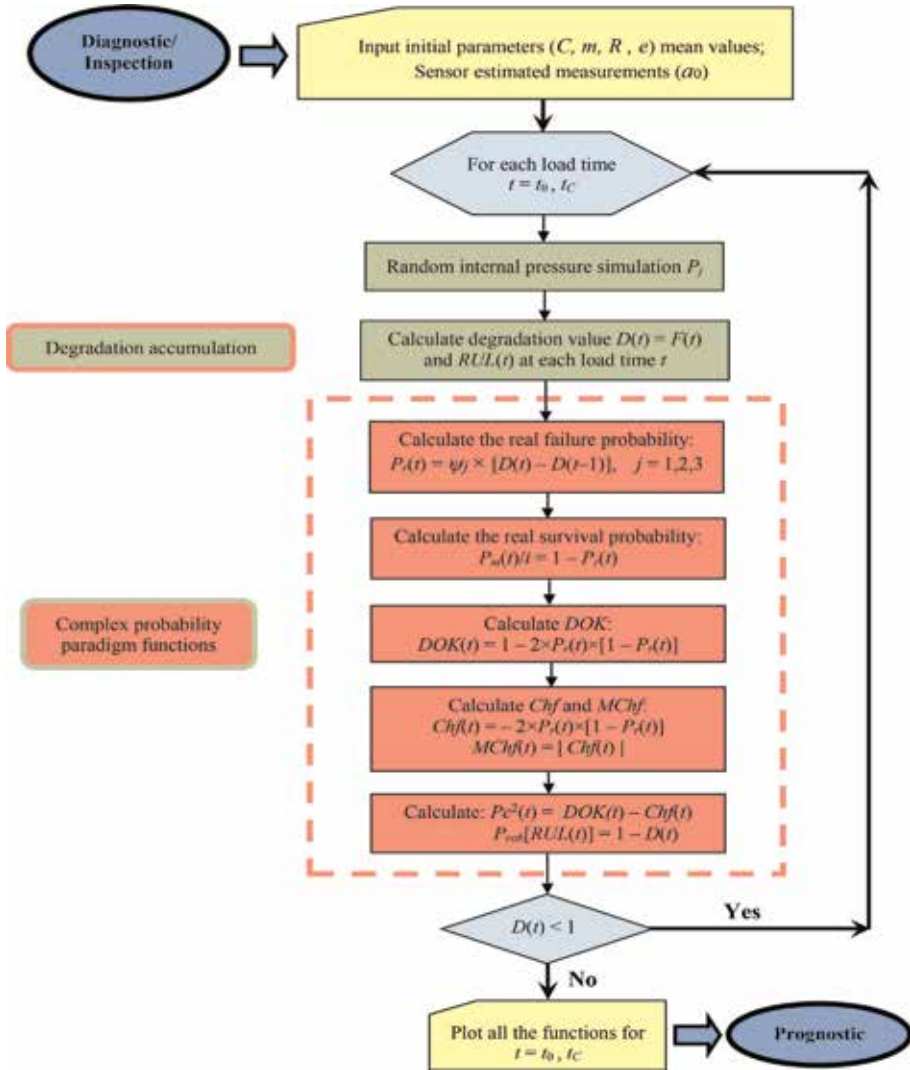 Diagnostic/
Inspection
Input initial parameters (C, m, R , e) mean values;
Sensor estimated measurements (a0)
For each load time
t = t0 , tC
Random internal pressure simulation Pj
Degradation accumulation
Calculate degradation value D(t) = F(t)
and RUL(t) at each load time t
Calculate the real failure probability:
Pr(t) = ψj × [D(t) – D(t–1)],   j = 1,2,3
Calculate the real survival probability:
Pm(t)/i = 1 – Pr(t)
Complex probability
paradigm functions
Calculate DOK:
DOK(t) = 1 – 2×Pr(t)×[1 – Pr(t)]
Calculate Chf and MChf:
Chf(t) = – 2×Pr(t)×[1 – Pr(t)]
MChf(t) = | Chf(t) |
Calculate: Pc²(t) = DOK(t) – Chf(t)
Prob[RUL(t)] = 1 – D(t)
D(t) < 1
Yes
No
Plot all the functions for
t = t0 , tC
Prognostic